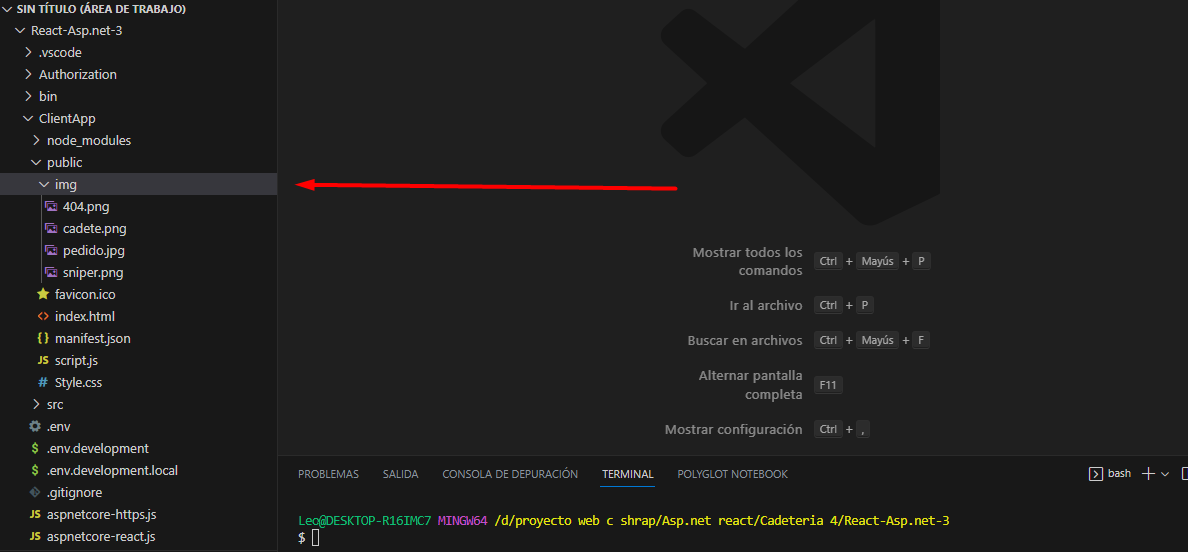 SIN TÍTULO (ÁREA DE TRABAJO)
React-Asp.net-3
.vscode
Authorization
bin
ClientApp
node_modules
public
img
404.png
cadete.png
pedido.jpg
sniper.png
favicon.ico
index.html
manifest.json
JS script.js
# Style.css
src
.env
$ .env.development
$ .env.development.local
.gitignore
JS aspnetcore-https.js
JS aspnetcore-react.js
Mostrar todos los comandos Ctrl + Mayús + P
Ir al archivo Ctrl + P
Buscar en archivos Ctrl + Mayús + F
Alternar pantalla completa F11
Mostrar configuración Ctrl + ,
PROBLEMAS SALIDA CONSOLA DE DEPURACIÓN TERMINAL POLYGLOT NOTEBOOK bash
Leo@DESKTOP-R16IMC7 MINGW64 /d/proyecto web c shrap/Asp.net react/Cadeteria 4/React-Asp.net-3
$